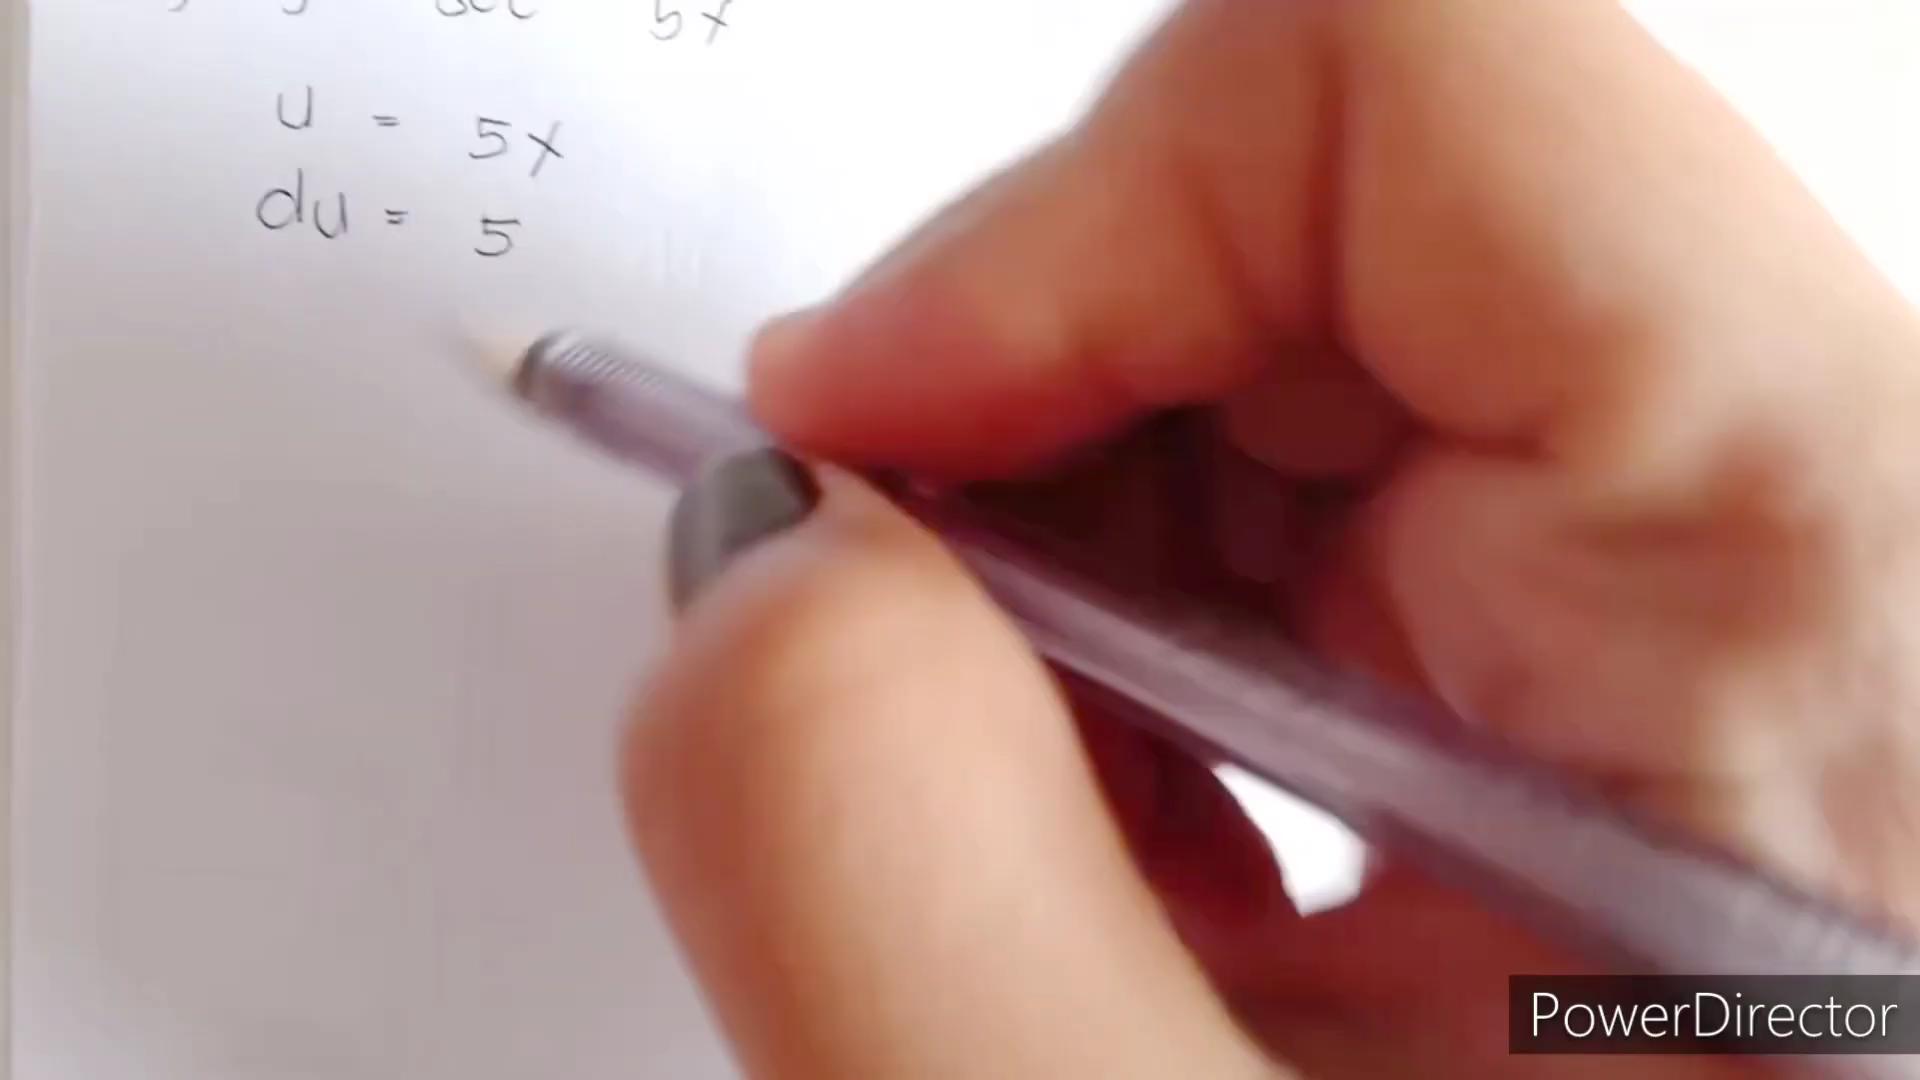 5x
u = 5x
du = 5
PowerDirector